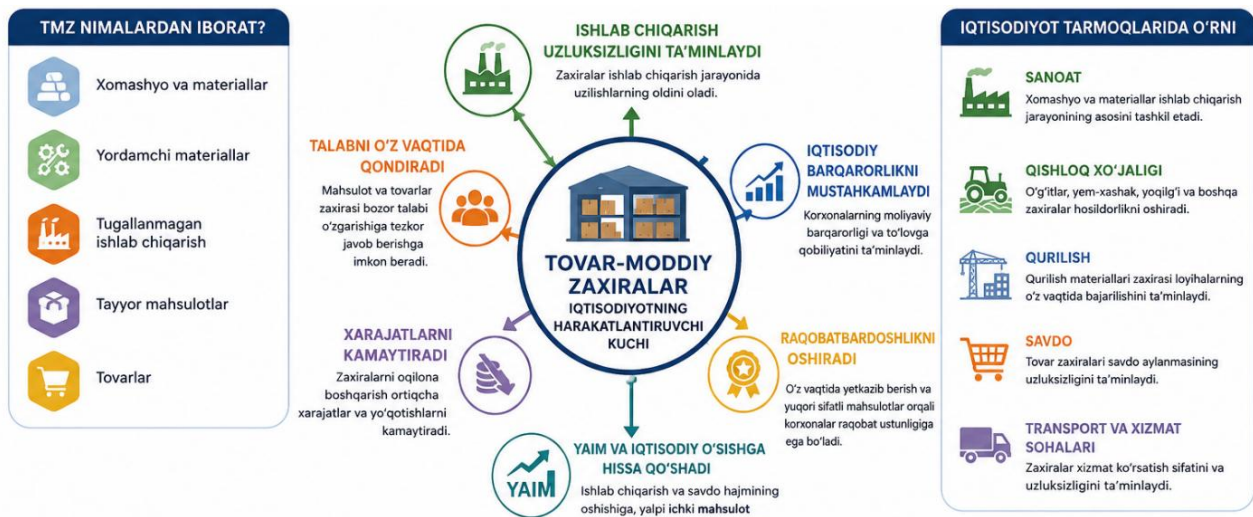 TMZ NIMALARDAN IBORAT?
Xomashyo va materiallar
Yordamchi materiallar
Tugallanmagan
ishlab chiqarish
Tayyor mahsulotlar
Tovarlar
ISHLAB CHIQARISH
UZLUKSIZLIGINI TA’MINLAYDI
Zaxiralar ishlab chiqarish jarayonida
uzilishlarning oldini oladi.
TALABNI O‘Z VAQTIDA
QONDIRADI
Mahsulot va tovarlar
zaxirasi bozor talabi
o‘zgarishiga tezkor
javob berishga
imkon beradi.
IQTISODIY
BARQARORLIKNI
MUSTAHKAMLAYDI
Korxonalarning moliyaviy
barqarorligi va to‘lovga
qobiliyatini ta’minlaydi.
TOVAR-MODDIY
ZAXIRALAR
IQTISODIYOTNING
HARAKATLANTIRUVCHI
KUCHI
XARAJATLARNI
KAMAYTIRADI
Zaxiralarni oqilona
boshqarish ortiqcha
xarajatlar va yo‘qotishlarni
kamaytiradi.
RAQOBATBARDOSHLIKNI
OSHIRADI
O‘z vaqtida yetkazib berish va
yuqori sifatli mahsulotlar orqali
korxonalar raqobat ustunligiga
ega bo‘ladi.
YAIM
YAIM VA IQTISODIY O‘SISHGA
HISSA QO‘SHADI
Ishlab chiqarish va savdo hajmining
oshishiga, yalpi ichki mahsulot
IQTISODIYOT TARMOQLARIDA O‘RNI
SANOAT
Xomashyo va materiallar ishlab chiqarish
jarayonining asosini tashkil etadi.
QISHLOQ XO‘JALIGI
O‘g‘itlar, yem-xashak, yoqilg‘i va boshqa
zaxiralar hosildorlikni oshiradi.
QURILISH
Qurilish materiallari zaxirasi loyihalarning
o‘z vaqtida bajarilishini ta’minlaydi.
SAVDO
Tovar zaxiralari savdo aylanmasining
uzluksizligini ta’minlaydi.
TRANSPORT VA XIZMAT
SOHALARI
Zaxiralar xizmat ko‘rsatish sifatini va
uzluksizligini ta’minlaydi.